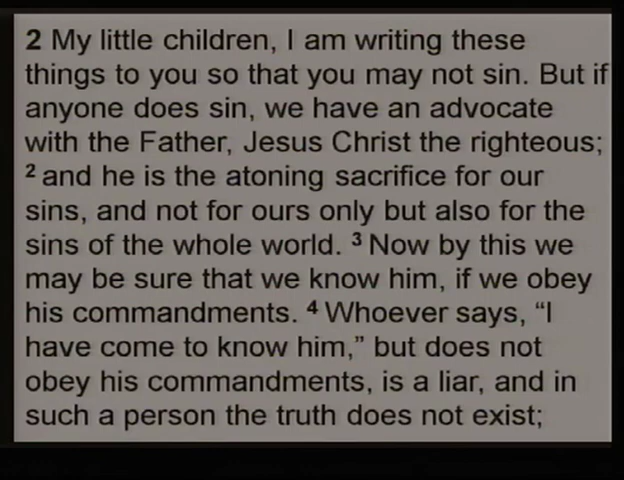 2 My little children, I am writing these
things to you so that you may not sin. But if
anyone does sin, we have an advocate
with the Father, Jesus Christ the righteous;
2 and he is the atoning sacrifice for our
sins, and not for ours only but also for the
sins of the whole world. 3 Now by this we
may be sure that we know him, if we obey
his commandments. 4 Whoever says, “I
have come to know him,” but does not
obey his commandments, is a liar, and in
such a person the truth does not exist;